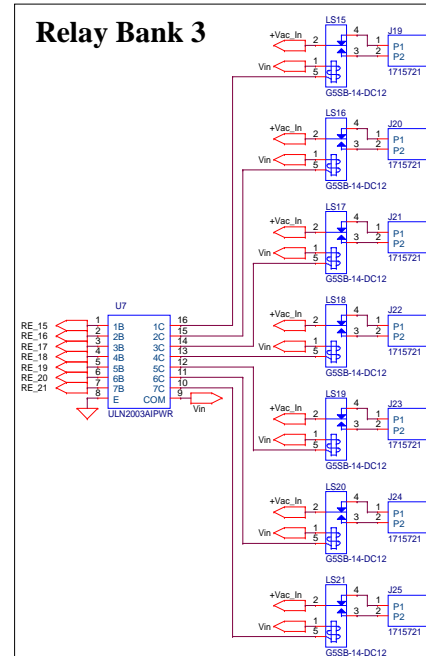 Relay Bank 3
LS15
J19
+Vac_In 2 4 1 P1
Vin 1 3 2 P2
5 1715721
G5SB-14-DC12
LS16
J20
+Vac_In 2 4 1 P1
Vin 1 3 2 P2
5 1715721
G5SB-14-DC12
LS17
J21
+Vac_In 2 4 1 P1
Vin 1 3 2 P2
5 1715721
G5SB-14-DC12
LS18
J22
+Vac_In 2 4 1 P1
Vin 1 3 2 P2
5 1715721
G5SB-14-DC12
LS19
J23
+Vac_In 2 4 1 P1
Vin 1 3 2 P2
5 1715721
G5SB-14-DC12
LS20
J24
+Vac_In 2 4 1 P1
Vin 1 3 2 P2
5 1715721
G5SB-14-DC12
LS21
J25
+Vac_In 2 4 1 P1
Vin 1 3 2 P2
5 1715721
G5SB-14-DC12
U7
RE_15 1 1B 1C 16
RE_16 2 2B 2C 15
RE_17 3 3B 3C 14
RE_18 4 4B 4C 13
RE_19 5 5B 5C 12
RE_20 6 6B 6C 11
RE_21 7 7B 7C 10
8 E COM 9
Vin
ULN2003AIPWR